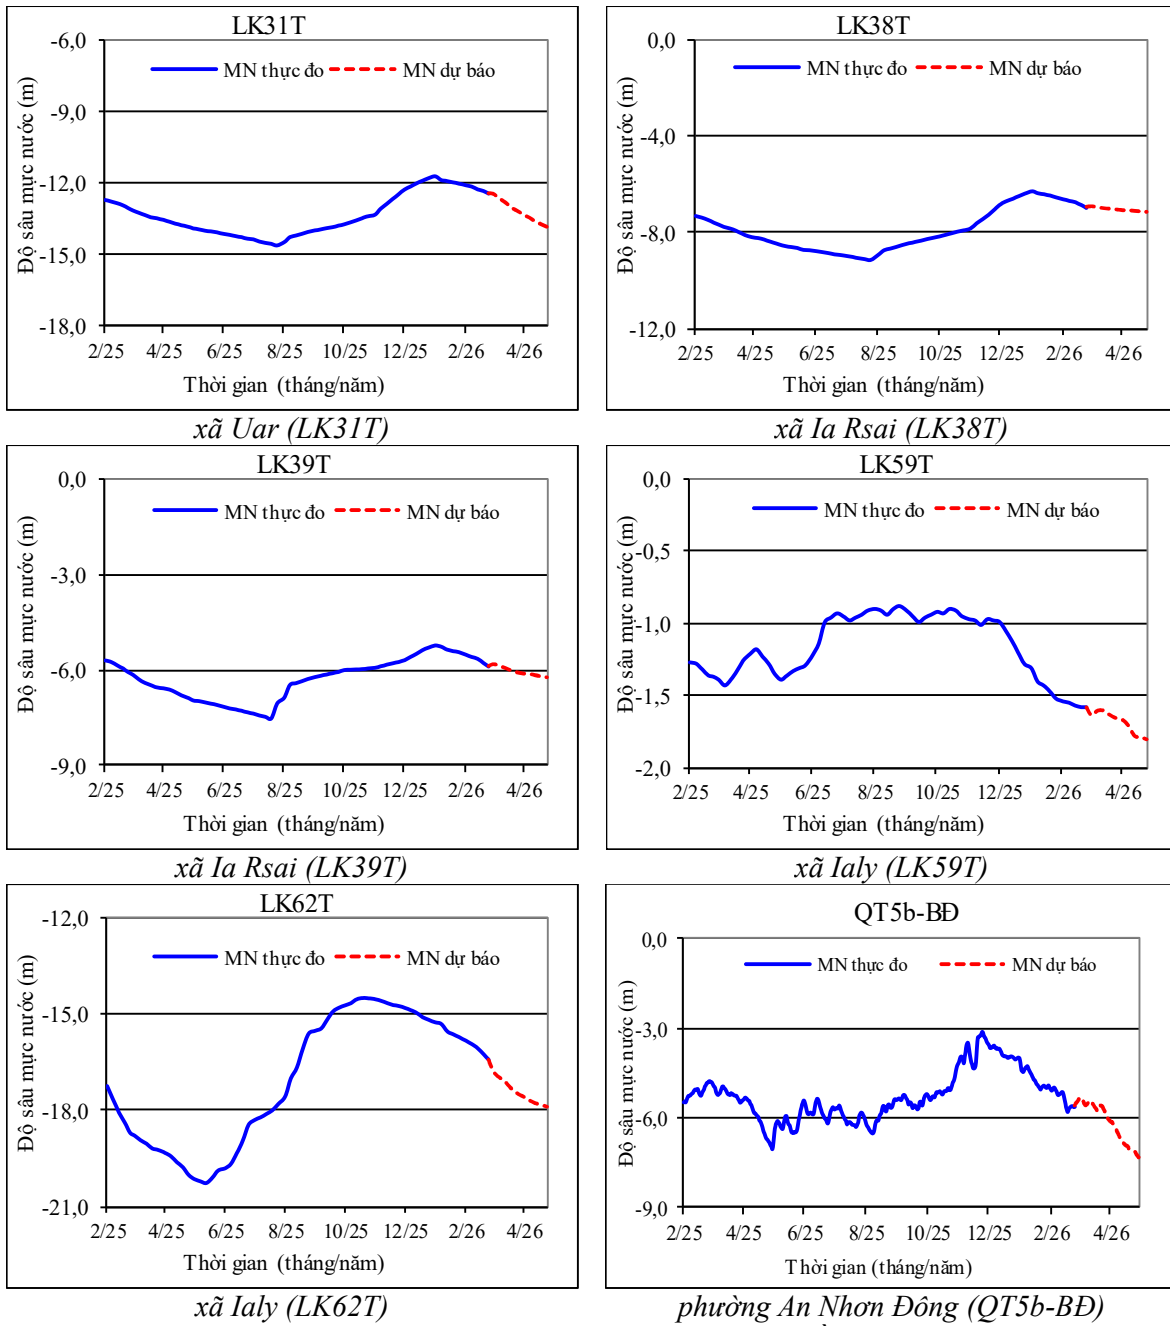 LK31T
-6,0
MN thực đo
MN dự báo
-9,0
-12,0
-15,0
-18,0
Độ sâu mực nước (m)
2/25 4/25 6/25 8/25 10/25 12/25 2/26 4/26
Thời gian (tháng/năm)
xã Uar (LK31T)
LK38T
0,0
MN thực đo
MN dự báo
-4,0
-8,0
-12,0
Độ sâu mực nước (m)
2/25 4/25 6/25 8/25 10/25 12/25 2/26 4/26
Thời gian (tháng/năm)
xã Ia Rsai (LK38T)
LK39T
0,0
MN thực đo
MN dự báo
-3,0
-6,0
-9,0
Độ sâu mực nước (m)
2/25 4/25 6/25 8/25 10/25 12/25 2/26 4/26
Thời gian (tháng/năm)
xã Ia Rsai (LK39T)
LK59T
0,0
MN thực đo
MN dự báo
-0,5
-1,0
-1,5
-2,0
Độ sâu mực nước (m)
2/25 4/25 6/25 8/25 10/25 12/25 2/26 4/26
Thời gian (tháng/năm)
xã Ialy (LK59T)
LK62T
-12,0
MN thực đo
MN dự báo
-15,0
-18,0
-21,0
Độ sâu mực nước (m)
2/25 4/25 6/25 8/25 10/25 12/25 2/26 4/26
Thời gian (tháng/năm)
xã Ialy (LK62T)
QT5b-BĐ
0,0
MN thực đo
MN dự báo
-3,0
-6,0
-9,0
Độ sâu mực nước (m)
2/25 4/25 6/25 8/25 10/25 12/25 2/26 4/26
Thời gian (tháng/năm)
phường An Nhơn Đông (QT5b-BĐ)